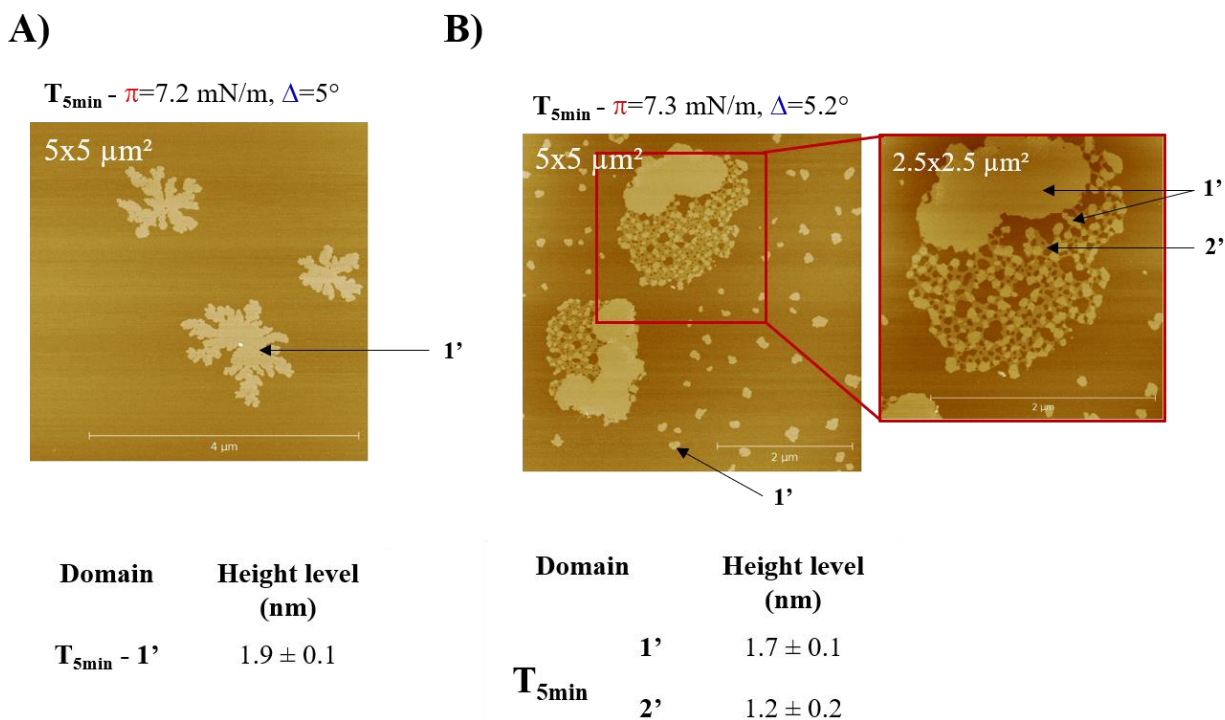 A)
B)
T5min - π=7.2 mN/m, Δ=5°
T5min - π=7.3 mN/m, Δ=5.2°
5x5 µm²
5x5 µm²
2.5x2.5 µm²
1’
2’
1’
4 µm
2 µm
2 µm
1’
Domain Height level
(nm)
T5min - 1’ 1.9 ± 0.1
Domain Height level
(nm)
T5min
1’ 1.7 ± 0.1
2’ 1.2 ± 0.2